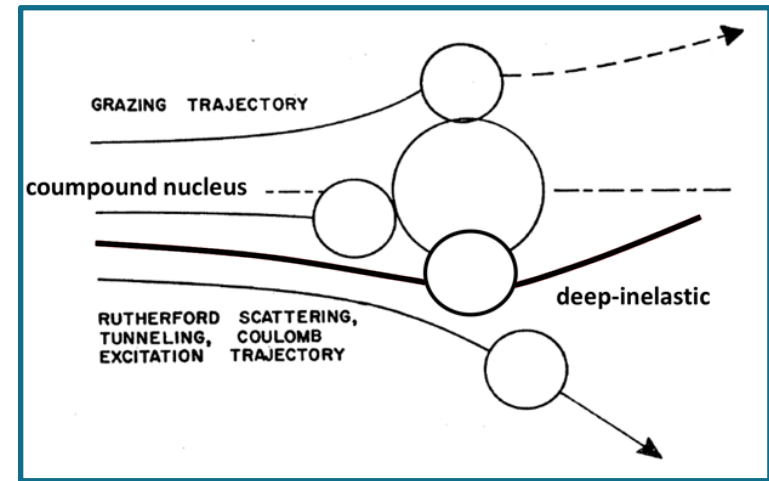 GRAZING TRAJECTORY
coumpound nucleus
deep-inelastic
RUTHERFORD SCATTERING,
TUNNELING, COULOMB
EXCITATION TRAJECTORY